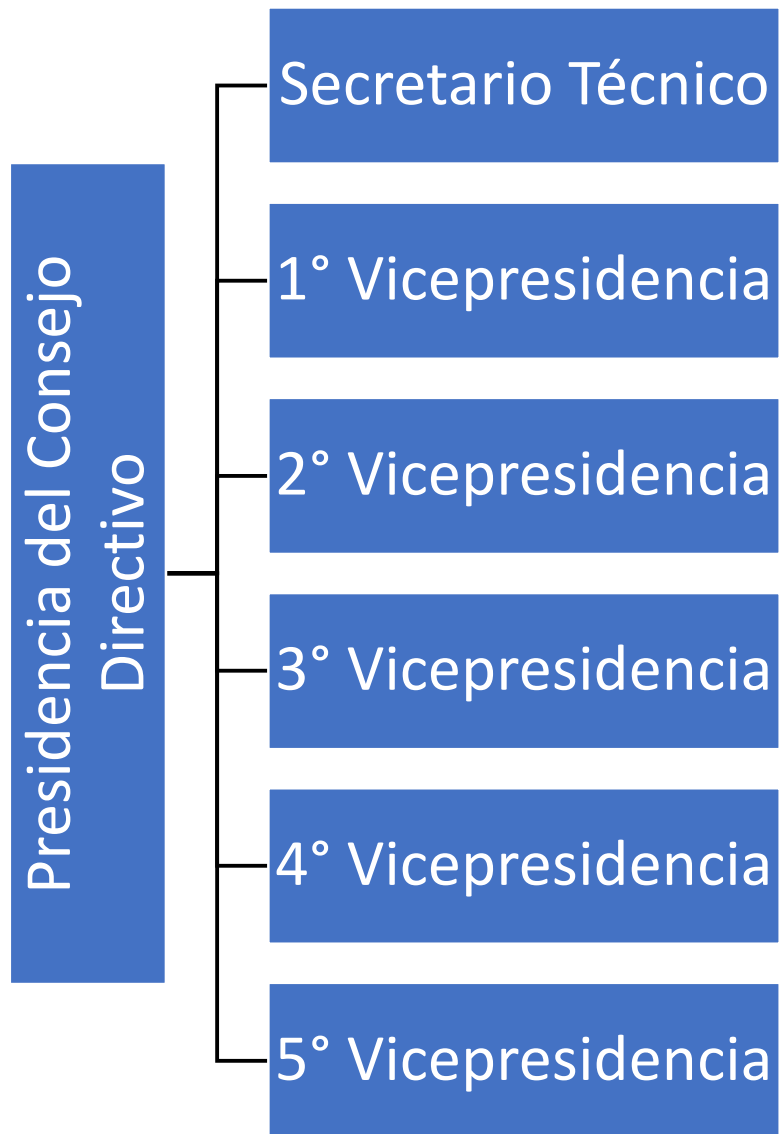 Presidencia del Consejo
Directivo
Secretario Técnico
1° Vicepresidencia
2° Vicepresidencia
3° Vicepresidencia
4° Vicepresidencia
5° Vicepresidencia